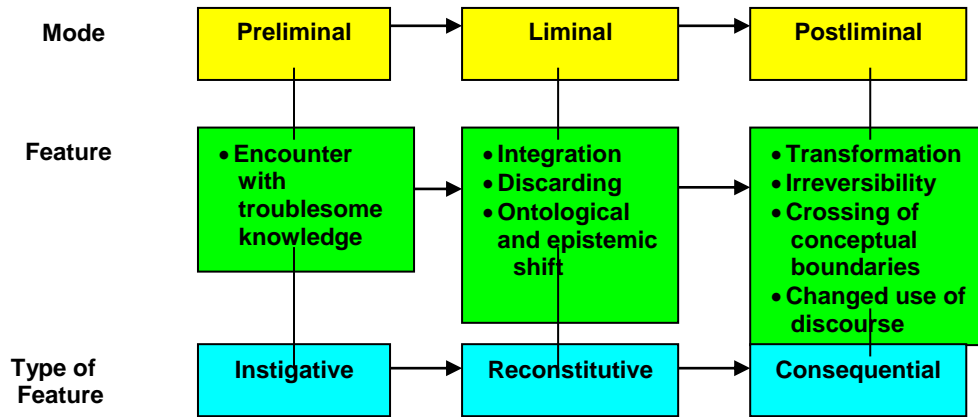 Mode
Preliminal
Liminal
Postliminal
Feature
• Encounter
with
troublesome
knowledge
• Integration
• Discarding
• Ontological
and epistemic
shift
• Transformation
• Irreversibility
• Crossing of
conceptual
boundaries
• Changed use of
discourse
Type of
Feature
Instigative
Reconstitutive
Consequential